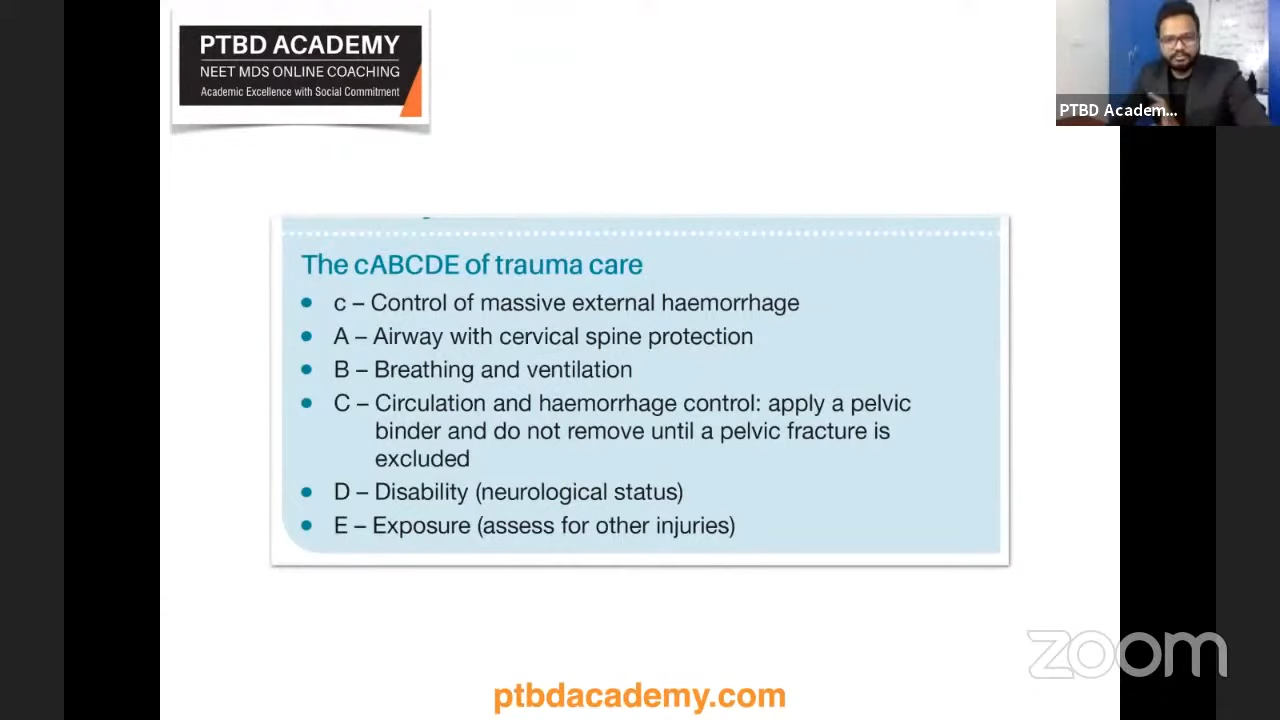 PTBD ACADEMY
NEET MDS ONLINE COACHING
Academic Excellence with Social Commitment
PTBD Academ...
The cABCDE of trauma care
• c – Control of massive external haemorrhage
• A – Airway with cervical spine protection
• B – Breathing and ventilation
• C – Circulation and haemorrhage control: apply a pelvic
binder and do not remove until a pelvic fracture is
excluded
• D – Disability (neurological status)
• E – Exposure (assess for other injuries)
zoom
ptbdacademy.com